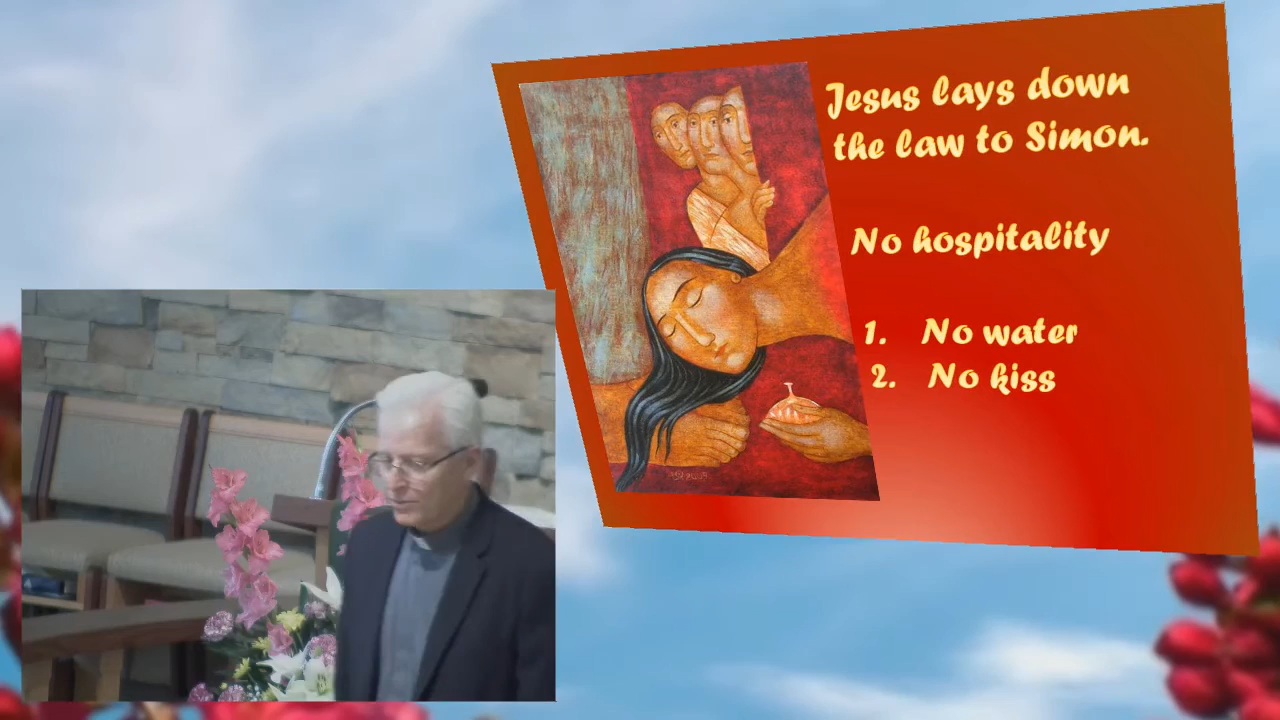 Jesus lays down
the law to Simon.
No hospitality
1. No water
2. No kiss